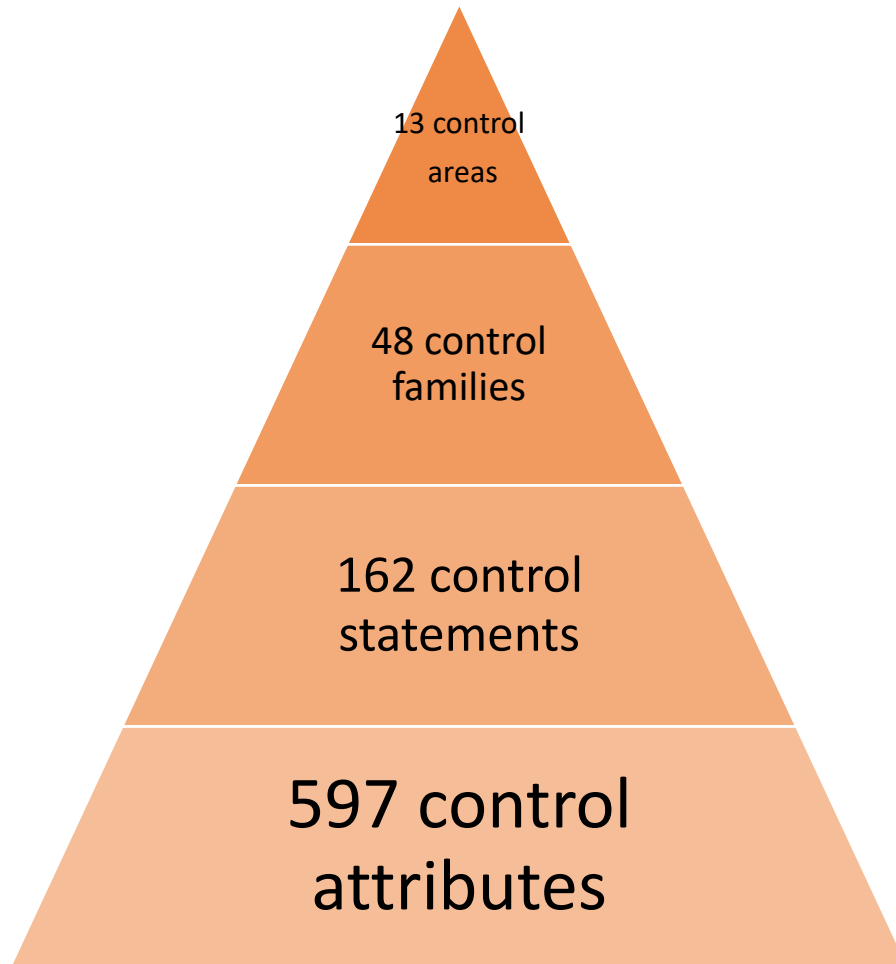 13 control
areas
48 control
families
162 control
statements
597 control
attributes